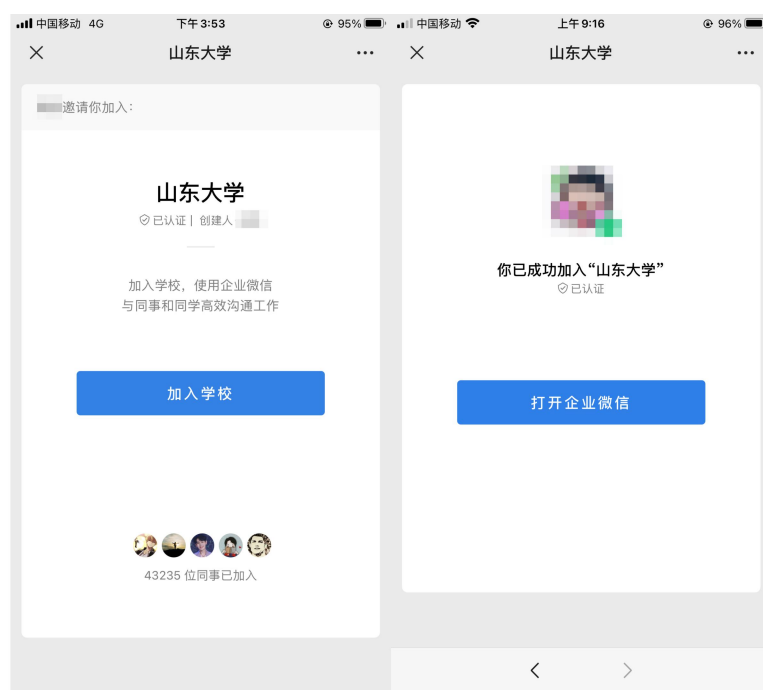 中国移动 4G 下午3:53 95%
山东大学
邀请你加入:
山东大学
已认证 | 创建人
加入学校，使用企业微信
与同事和同学高效沟通工作
加入学校
43235 位同事已加入
中国移动 上午9:16 96%
山东大学
你已成功加入“山东大学”
已认证
打开企业微信